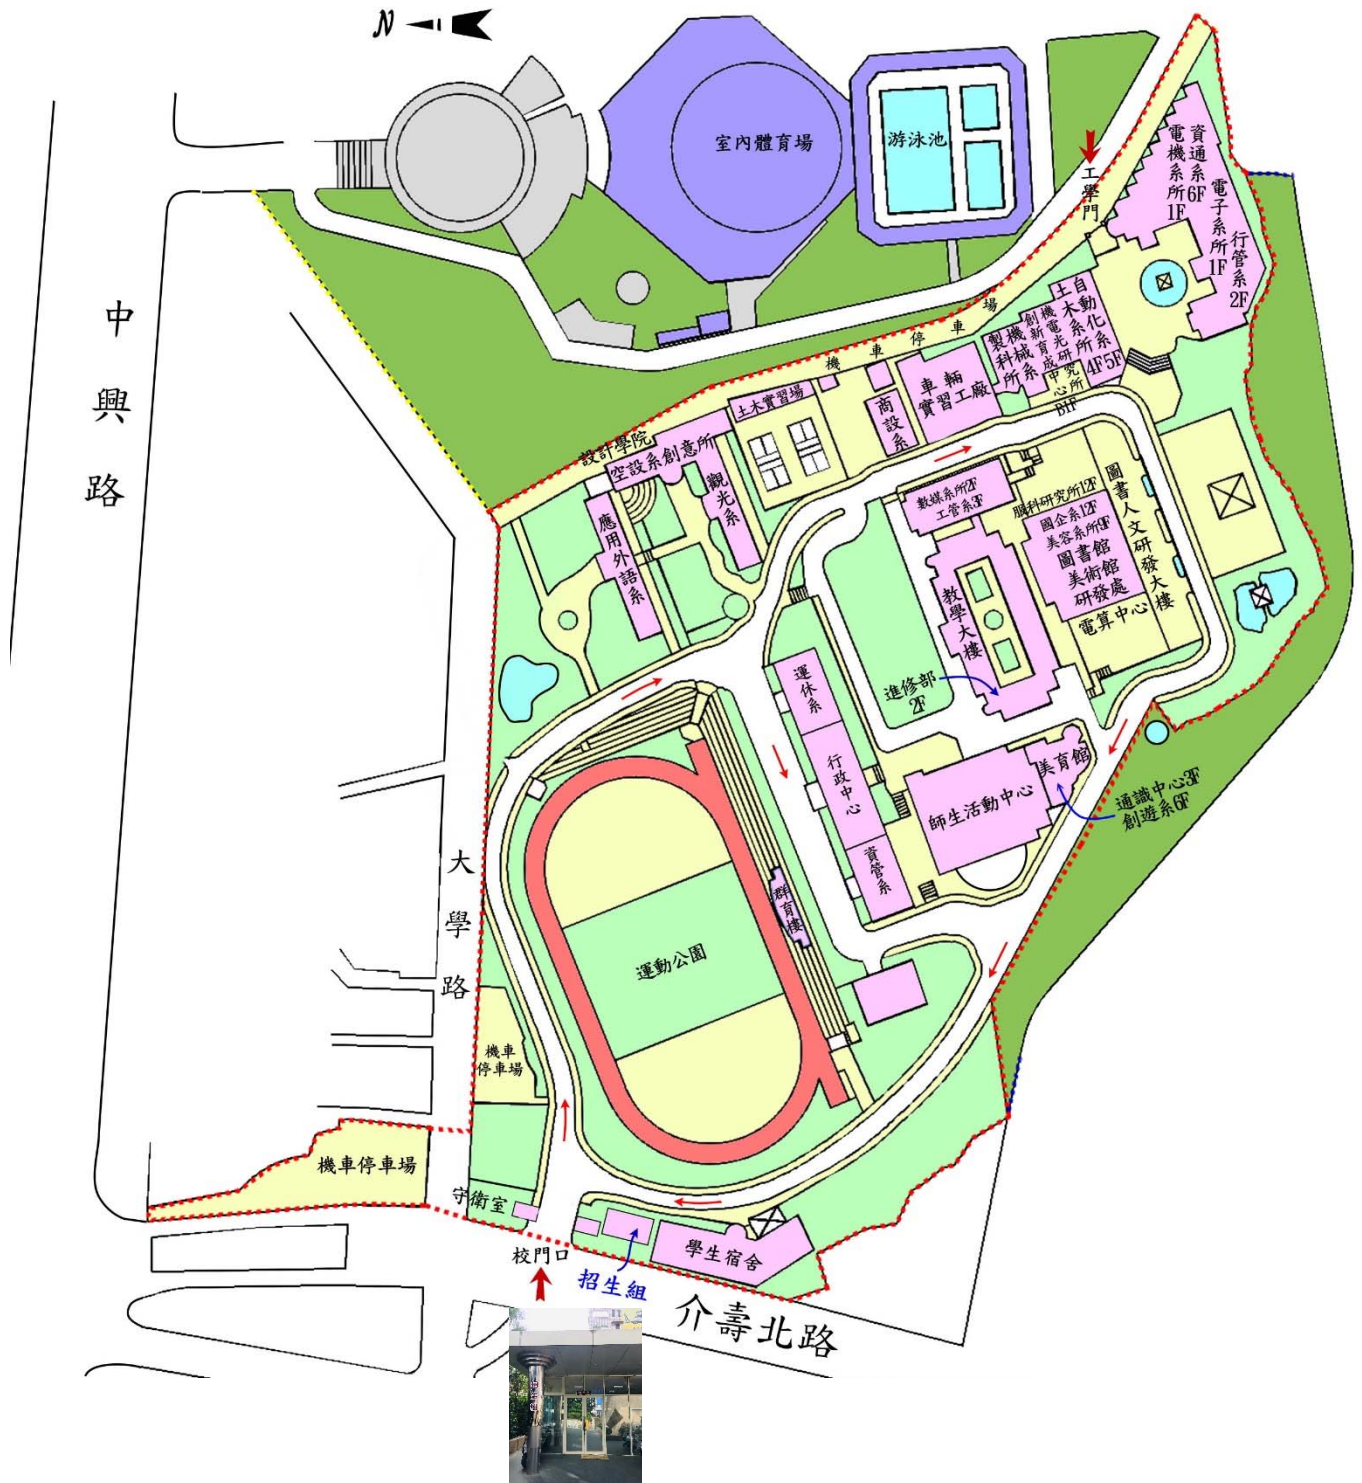 N
室內體育場
游泳池
工學門
資通系6F
電機系所1F
電子系所1F
行管系2F
中興路
自動化系5F
土木系所4F
機電光研究所
創新育成中心B1F
機械系
製科所
機車停車場
車輛實習工廠
商設系
土木實習場
設計學院
空設系創意所
觀光系
應用外語系
數媒系所2F
工管系3F
腦科研究所12F
國企系12F
美容系所9F
圖書館
美術館
研發處
電算中心
圖書人文研發大樓
教學大樓
進修部
2F
運休系
行政中心
資管系
師生活動中心
美育館
通識中心3F
創遊系6F
群育樓
運動公園
大學路
機車
停車場
機車停車場
守衛室
校門口
招生組
學生宿舍
介壽北路